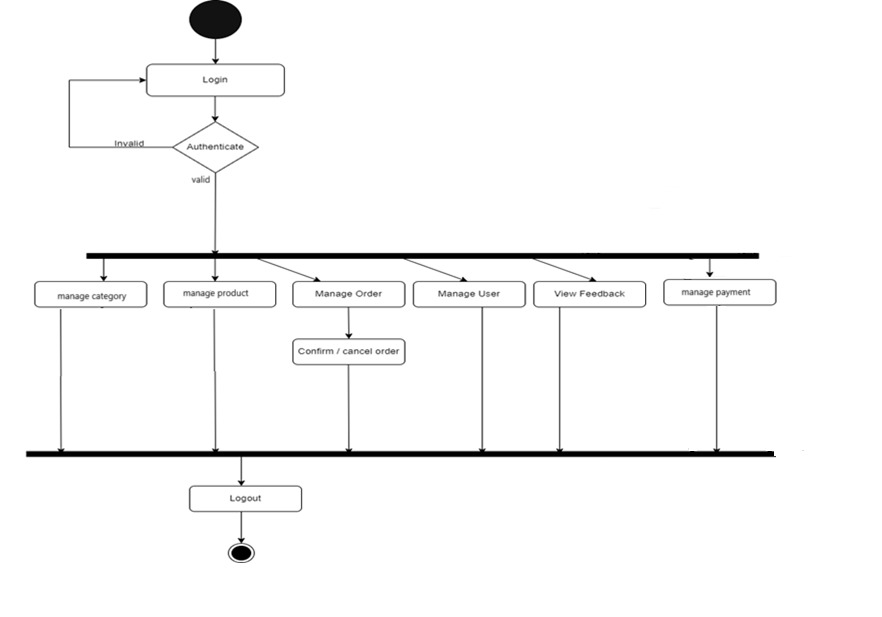 Login
Authenticate
Invalid
valid
manage category
manage product
Manage Order
Manage User
View Feedback
manage payment
Confirm / cancel order
Logout